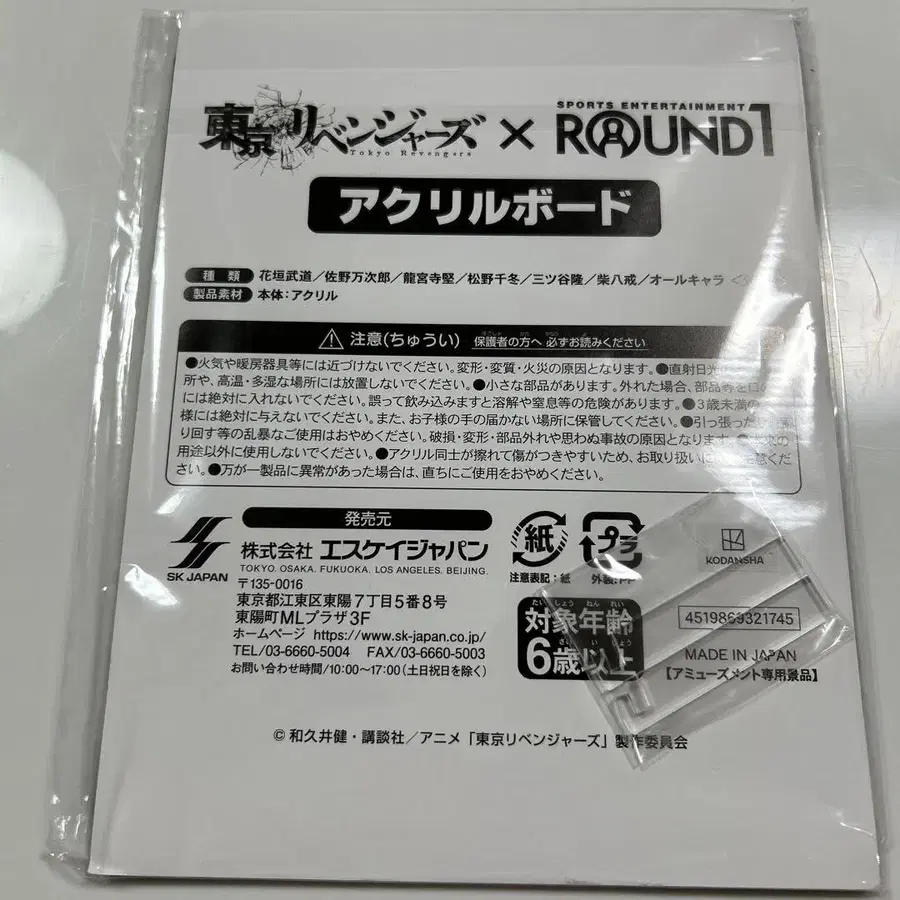 東京リベンジャーズ × SPORTS ENTERTAINMENT ROUND1
Tokyo Revengers
アクリルボード
種類 花垣武道／佐野万次郎／龍宮寺堅／松野千冬／三ツ谷隆／柴八戒／オールキャラ
製品素材 本体：アクリル
⚠ 注意(ちゅうい) 保護者の方へ 必ずお読みください
●火気や暖房器具等には近づけないでください。変形・変質・火災の原因となります。●直射日光
所や、高温・多湿な場所には放置しないでください。●小さな部品があります。外れた場合、部品等を口
には絶対に入れないでください。誤って飲み込みますと溶解や窒息等の危険があります。●3歳未満の
様には絶対に与えないでください。また、お子様の手の届かない場所に保管してください。●引っ張ったり
り回す等の乱暴なご使用はおやめください。破損・変形・部品外れや思わぬ事故の原因となります。
用途以外に使用しないでください。●アクリル同士が擦れて傷がつきやすいため、お取り扱いに
さい。●万が一製品に異常があった場合は、直ちにご使用をおやめください。
SK JAPAN
発売元
株式会社 エスケイジャパン
TOKYO. OSAKA. FUKUOKA. LOS ANGELES. BEIJING.
〒135-0016
東京都江東区東陽7丁目5番8号
東陽町MLプラザ3F
ホームページ https://www.sk-japan.co.jp/
TEL/03-6660-5004 FAX/03-6660-5003
お問い合わせ時間/10:00〜17:00(土日祝日を除く)
紙
注意表記：紙
プラ
外装：PP
たいしょう ねんれい
対象年齢
さい い じょう
6歳以上
KODANSHA
4519869321745
MADE IN JAPAN
【アミューズメント専用景品】
© 和久井健・講談社／アニメ「東京リベンジャーズ」製作委員会